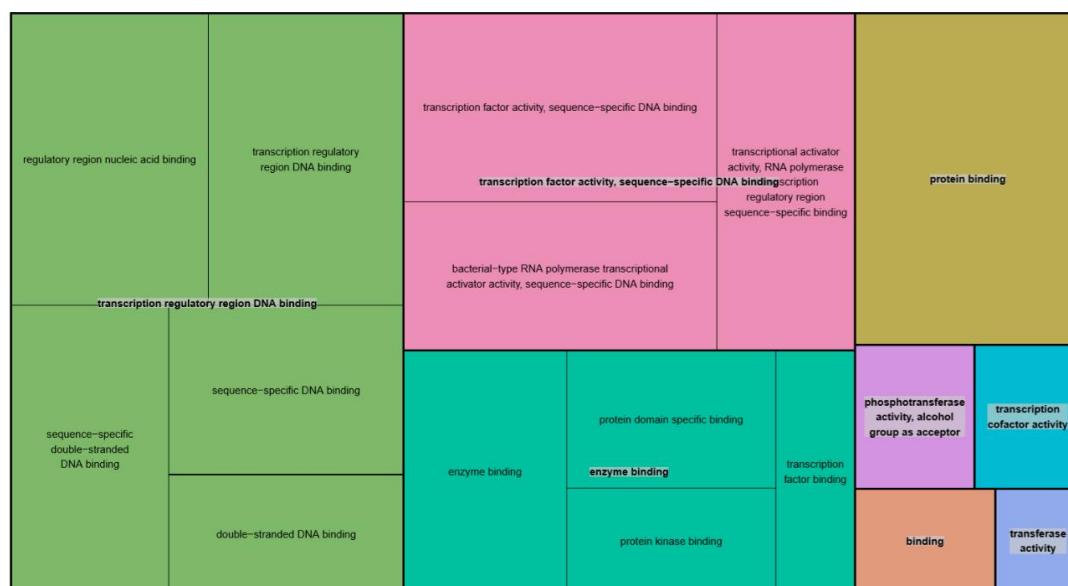 regulatory region nucleic acid binding
transcription regulatory
region DNA binding
transcription regulatory region DNA binding
sequence−specific
double−stranded
DNA binding
sequence−specific DNA binding
double−stranded DNA binding
transcription factor activity, sequence−specific DNA binding
transcriptional activator
activity, RNA polymerase
transcription factor activity, sequence−specific DNA binding
scription
regulatory region
sequence−specific binding
bacterial−type RNA polymerase transcriptional
activator activity, sequence−specific DNA binding
enzyme binding
protein domain specific binding
enzyme binding
protein kinase binding
transcription
factor binding
protein binding
phosphotransferase
activity, alcohol
group as acceptor
transcription
cofactor activity
binding
transferase
activity